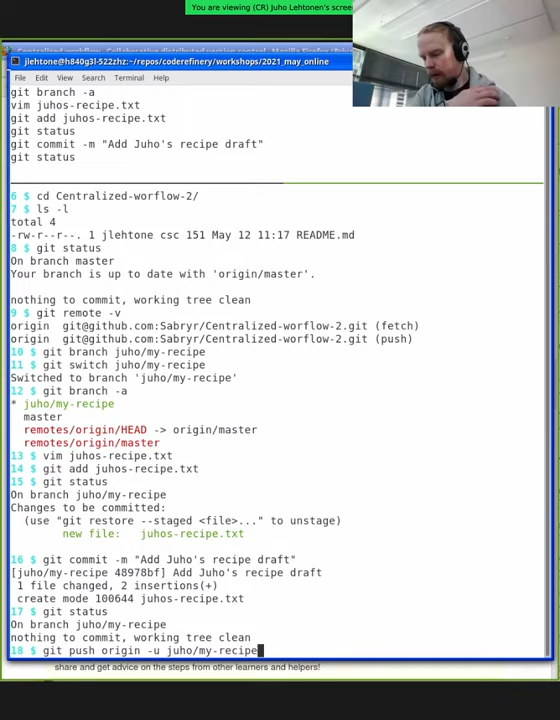 You are viewing (CR) Juho Lehtonen's screen
Centralized workflow - Collaborative distributed version control - Mozilla Firefox
jlehtone@h840g3l-522zhz:~/repos/coderefinery/workshops/2021_may_online
File Edit View Search Terminal Help
git branch -a
vim juhos-recipe.txt
git add juhos-recipe.txt
git status
git commit -m "Add Juho's recipe draft"
git status
6 $ cd Centralized-worflow-2/
7 $ ls -l
total 4
-rw-r--r--. 1 jlehtone csc 151 May 12 11:17 README.md
8 $ git status
On branch master
Your branch is up to date with 'origin/master'.
nothing to commit, working tree clean
9 $ git remote -v
origin git@github.com:Sabryr/Centralized-worflow-2.git (fetch)
origin git@github.com:Sabryr/Centralized-worflow-2.git (push)
10 $ git branch juho/my-recipe
11 $ git switch juho/my-recipe
Switched to branch 'juho/my-recipe'
12 $ git branch -a
* juho/my-recipe
master
remotes/origin/HEAD -> origin/master
remotes/origin/master
13 $ vim juhos-recipe.txt
14 $ git add juhos-recipe.txt
15 $ git status
On branch juho/my-recipe
Changes to be committed:
(use "git restore --staged <file>..." to unstage)
new file: juhos-recipe.txt
16 $ git commit -m "Add Juho's recipe draft"
[juho/my-recipe 48978bf] Add Juho's recipe draft
1 file changed, 2 insertions(+)
create mode 100644 juhos-recipe.txt
17 $ git status
On branch juho/my-recipe
nothing to commit, working tree clean
18 $ git push origin -u juho/my-recipe
share and get advice on the steps from other learners and helpers!